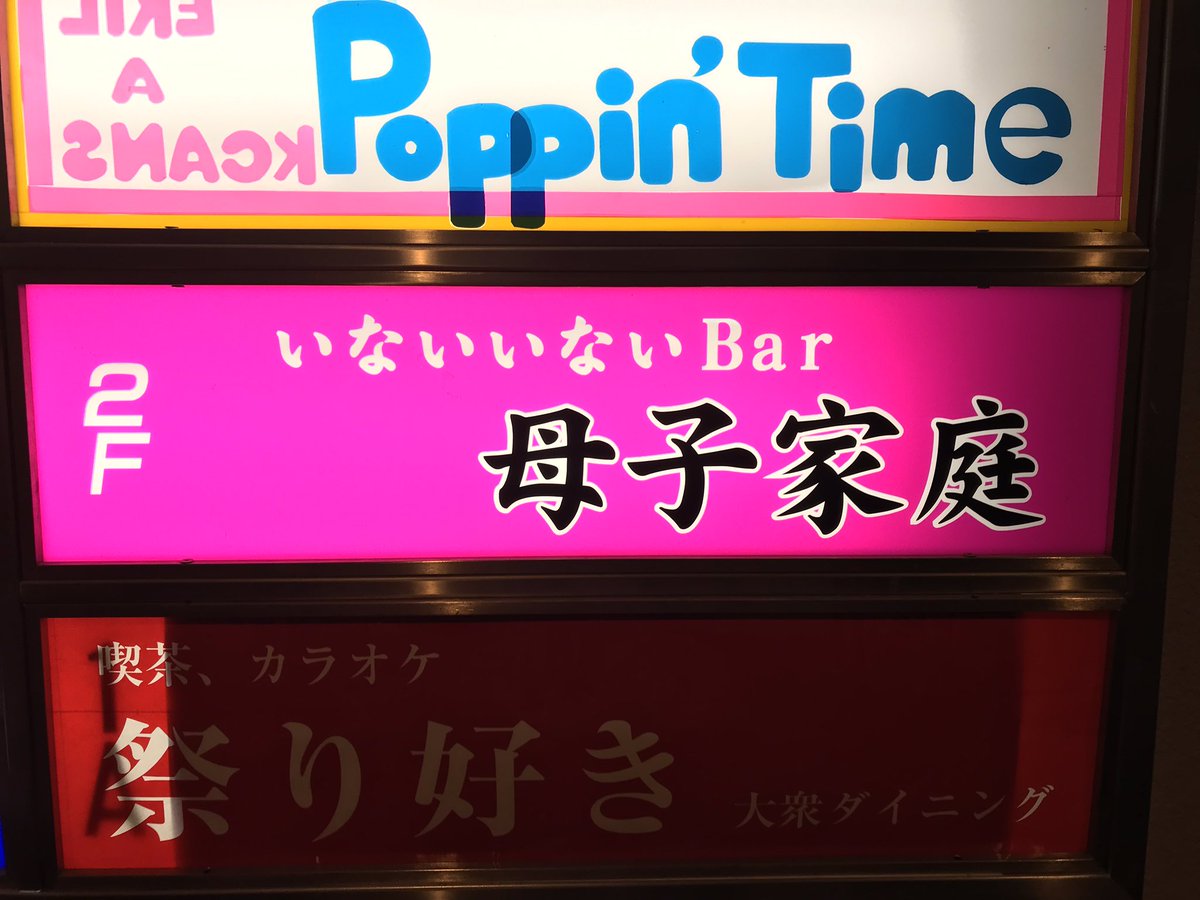 Poppin' Time
2F
いないいないBar
母子家庭
喫茶、カラオケ
祭り好き
大衆ダイニング